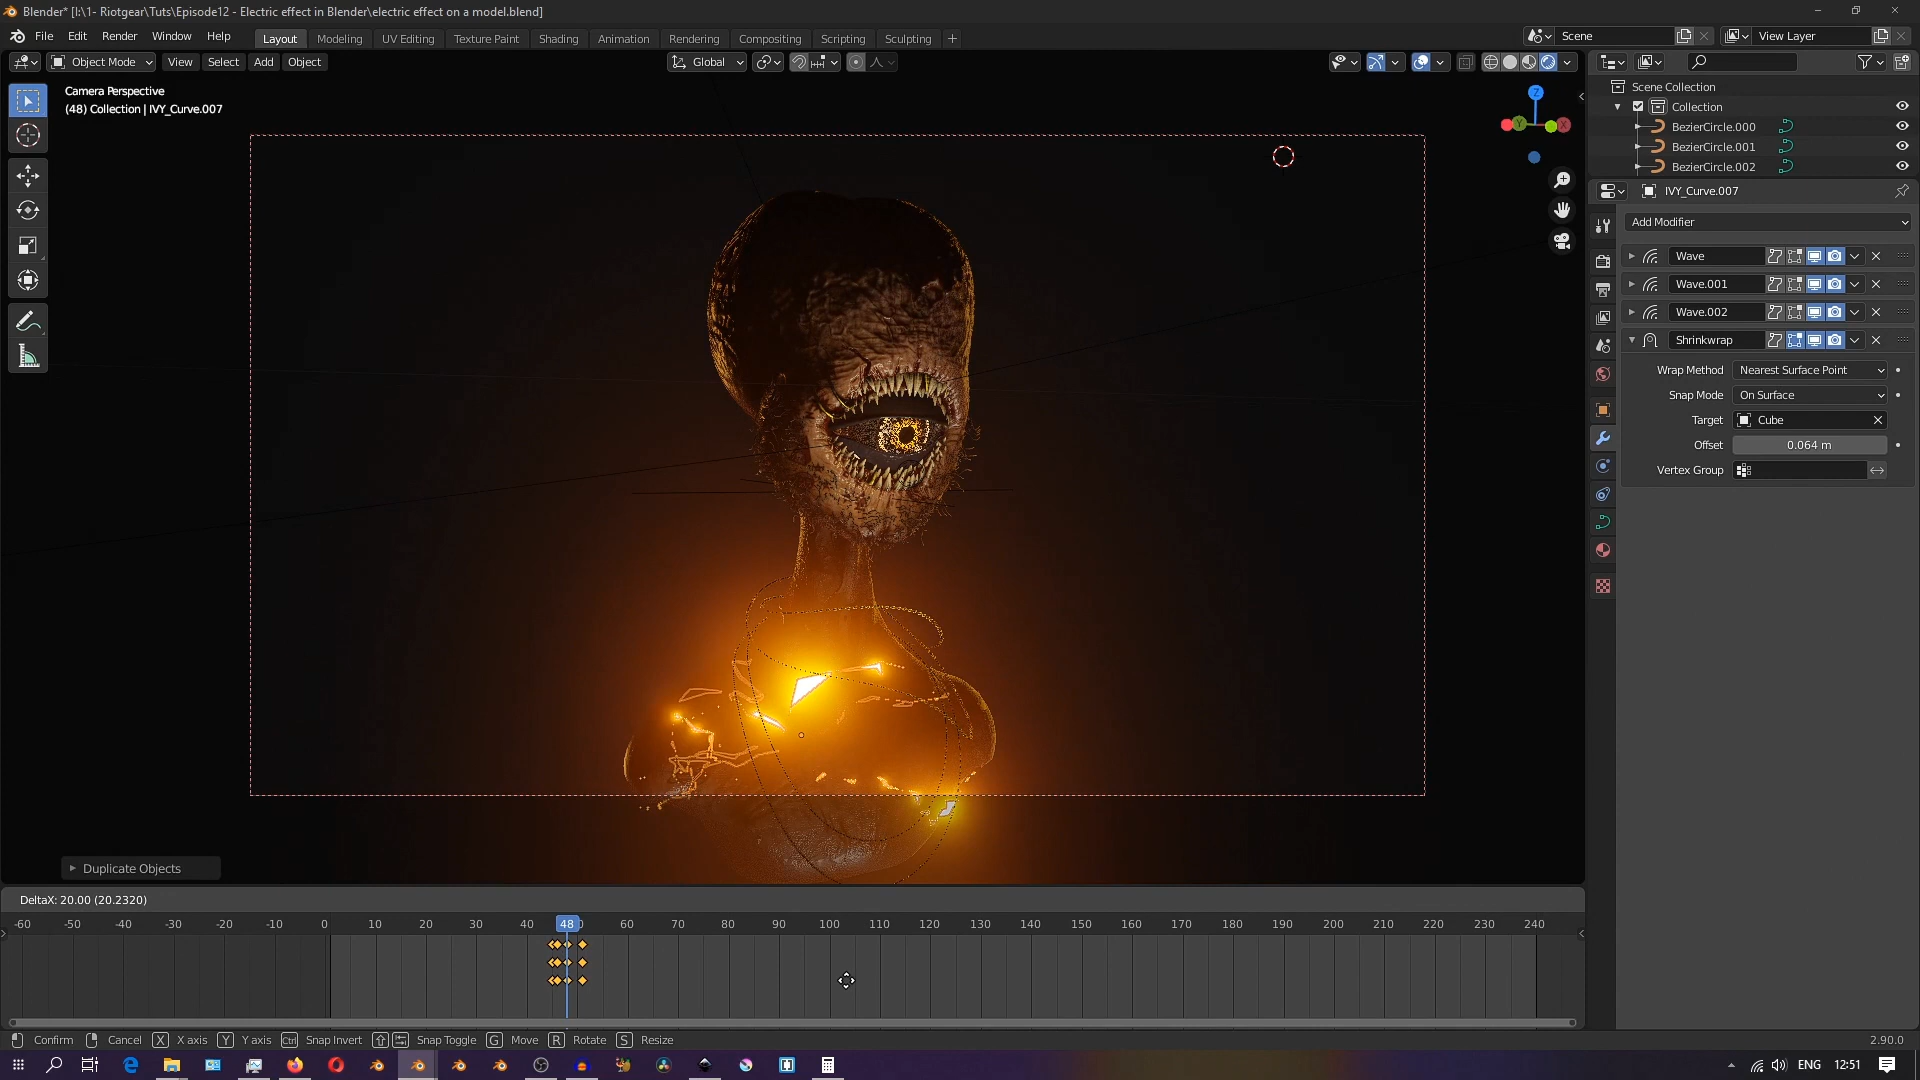 Blender* [I:\1- Riotgear\Tuts\Episode12 - Electric effect in Blender\electric effect on a model.blend]
File Edit Render Window Help Layout Modeling UV Editing Texture Paint Shading Animation Rendering Compositing Scripting Scripting + Scene View Layer
Object Mode View Select Add Object Global
Camera Perspective
(48) Collection | IVY_Curve.007
Z
Y
X
Scene Collection
Collection
BezierCircle.000
BezierCircle.001
BezierCircle.002
IVY_Curve.007
Add Modifier
Wave
Wave.001
Wave.002
Shrinkwrap
Wrap Method Nearest Surface Point
Snap Mode On Surface
Target Cube
Offset 0.064 m
Vertex Group
Duplicate Objects
DeltaX: 20.00 (20.2320)
-60 -50 -40 -30 -20 -10 0 10 20 30 40 48 60 70 80 90 100 110 120 130 140 150 160 170 180 190 200 210 220 230 240
Confirm Cancel X X axis Y Y axis Ctrl Snap Invert Snap Toggle G Move R Rotate S Resize 2.90.0
ENG 12:51